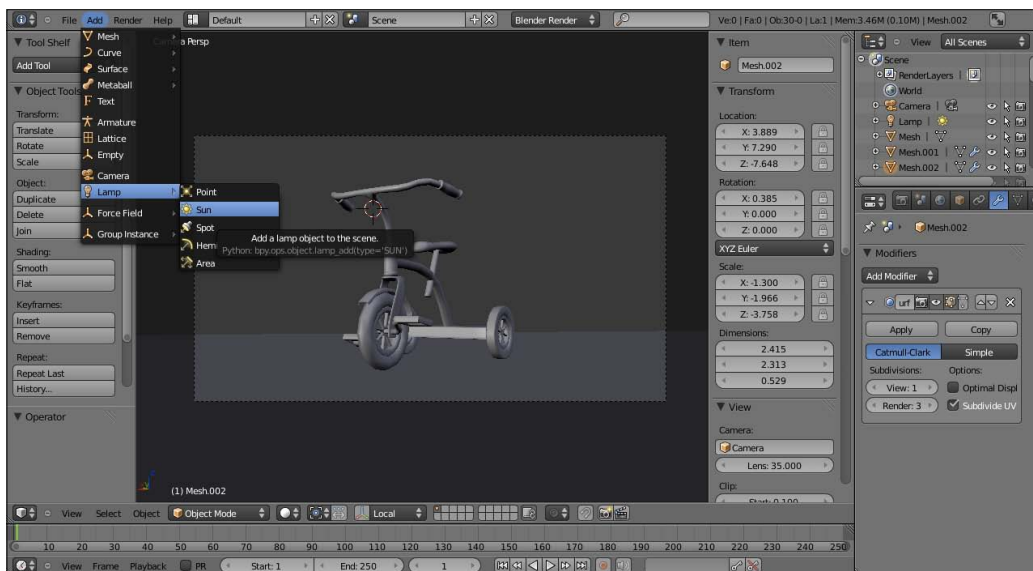 File Add Render Help Default Scene Blender Render Ve:0 | Fa:0 | Ob:30-0 | La:1 | Mem:3.46M (0.10M) | Mesh.002
Tool Shelf
Add Tool
Object Tools
Transform:
Translate
Rotate
Scale
Object:
Duplicate
Delete
Join
Shading:
Smooth
Flat
Keyframes:
Insert
Remove
Repeat:
Repeat Last
History...
Operator
Mesh
Curve
Surface
Metaball
Text
Armature
Lattice
Empty
Camera
Lamp
Force Field
Group Instance
Point
Sun
Spot
Hem
Area
Add a lamp object to the scene.
Python: bpy.ops.object.lamp_add(type='SUN')
a Persp
(1) Mesh.002
Item
Mesh.002
Transform
Location:
X: 3.889
Y: 7.290
Z: -7.648
Rotation:
X: 0.385
Y: 0.000
Z: 0.000
XYZ Euler
Scale:
X: -1.300
Y: -1.966
Z: -3.758
Dimensions:
2.415
2.313
0.529
View
Camera:
Camera
Lens: 35.000
Clip:
View All Scenes
Scene
RenderLayers |
World
Camera |
Lamp |
Mesh |
Mesh.001 |
Mesh.002 |
Mesh.002
Modifiers
Add Modifier
urf
Apply Copy
Catmull-Clark Simple
Subdivisions: Options:
View: 1 Optimal Displ
Render: 3 Subdivide UV
View Select Object Object Mode Local
10 20 30 40 50 60 70 80 90 100 110 120 130 140 150 160 170 180 190 200 210 220 230 240 250
View Frame Playback PR Start: 1 End: 250 1